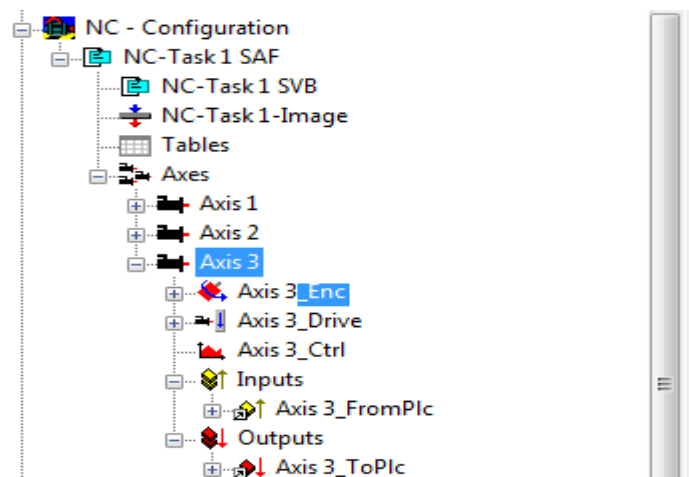 NC - Configuration
NC-Task 1 SAF
NC-Task 1 SVB
NC-Task 1-Image
Tables
Axes
Axis 1
Axis 2
Axis 3
Axis 3_Enc
Axis 3_Drive
Axis 3_Ctrl
Inputs
Axis 3_FromPlc
Outputs
Axis 3_ToPlc